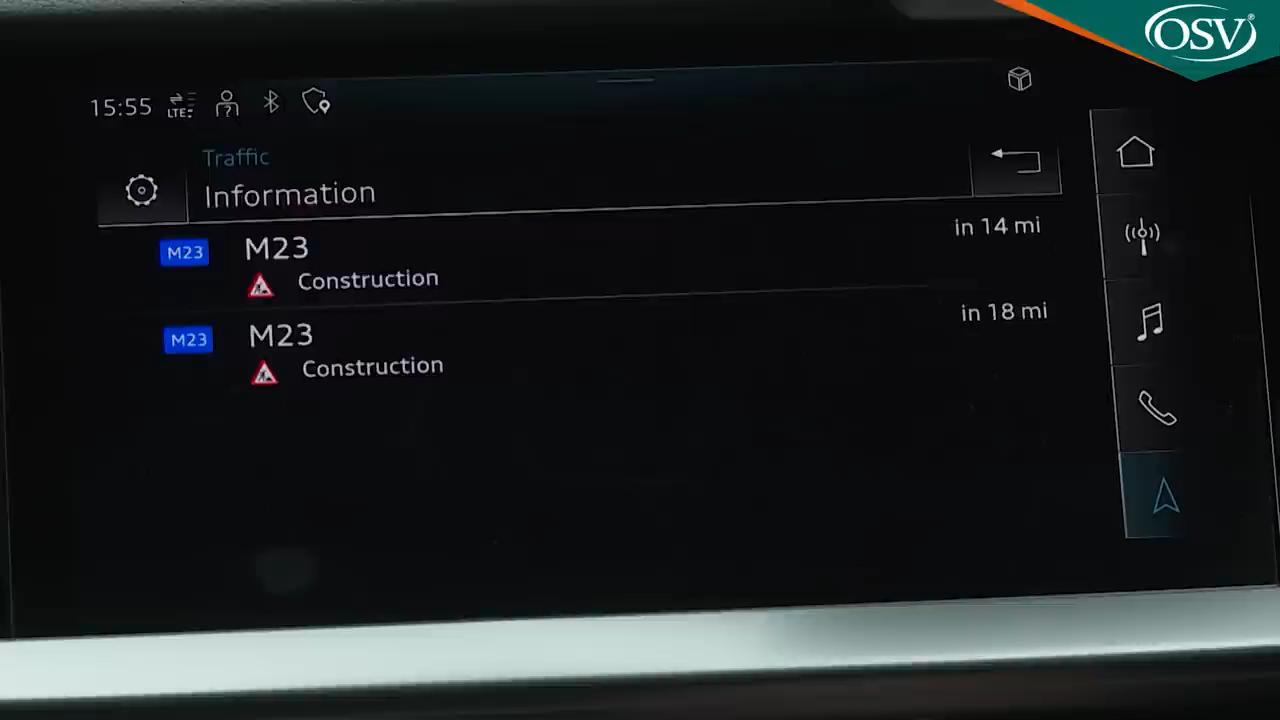 OSV®
15:55 LTE ?
Traffic
Information
M23 M23 in 14 mi
Construction
M23 M23 in 18 mi
Construction